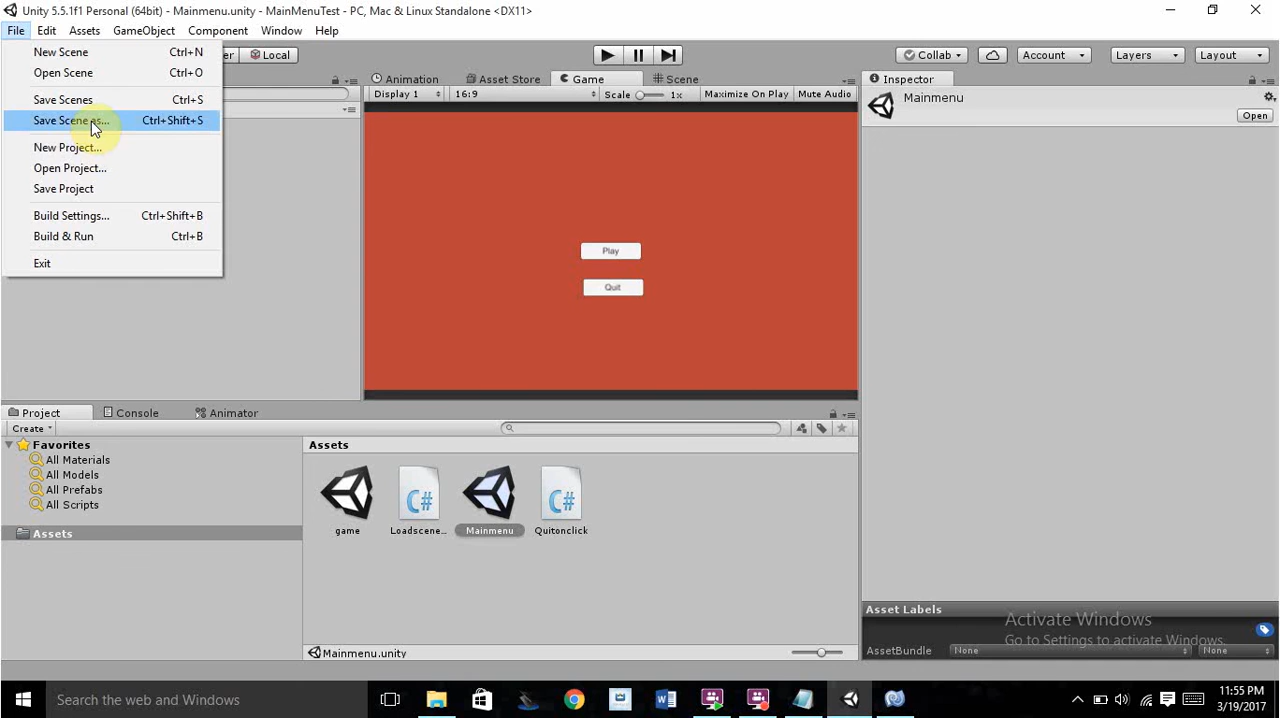 Unity 5.5.1f1 Personal (64bit) - Mainmenu.unity - MainMenuTest - PC, Mac & Linux Standalone <DX11>
File Edit Assets GameObject Component Window Help
New Scene Ctrl+N
Open Scene Ctrl+O
Save Scenes Ctrl+S
Save Scene as... Ctrl+Shift+S
New Project...
Open Project...
Save Project
Build Settings... Ctrl+Shift+B
Build & Run Ctrl+B
Exit
Local
Collab Account Layers Layout
Animation Asset Store Game Scene
Display 1 16:9 Scale 1x Maximize On Play Mute Audio
Play
Quit
Inspector
Mainmenu
Open
Project Console Animator
Create
Favorites
All Materials
All Models
All Prefabs
All Scripts
Assets
Assets
game Loadscene... Mainmenu Quitonclick
Mainmenu.unity
Asset Labels
Activate Windows
Go to Settings to activate Windows.
AssetBundle None None
Search the web and Windows
11:55 PM
3/19/2017